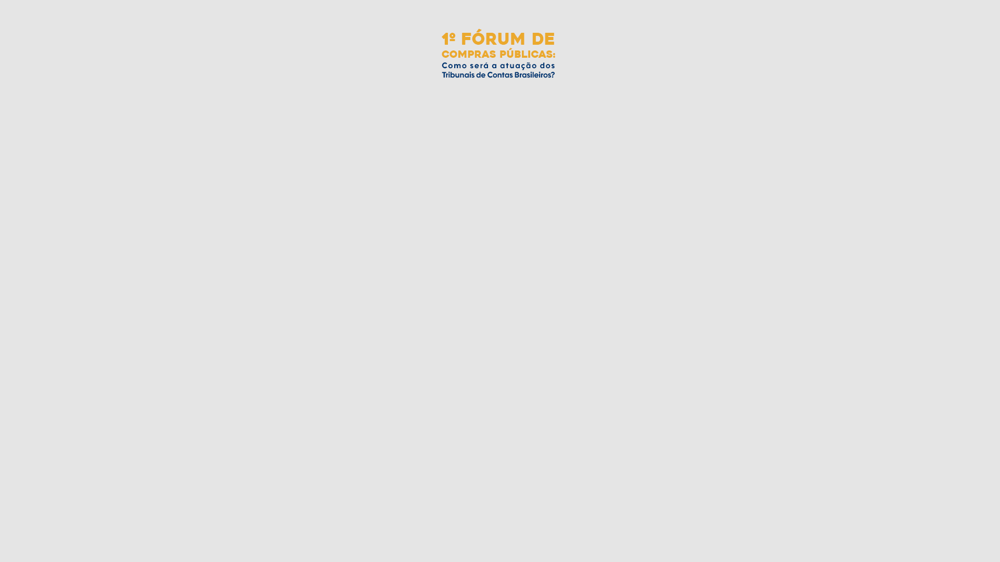 1º FÓRUM DE
COMPRAS PÚBLICAS:
Como será a atuação dos
Tribunais de Contas Brasileiros?